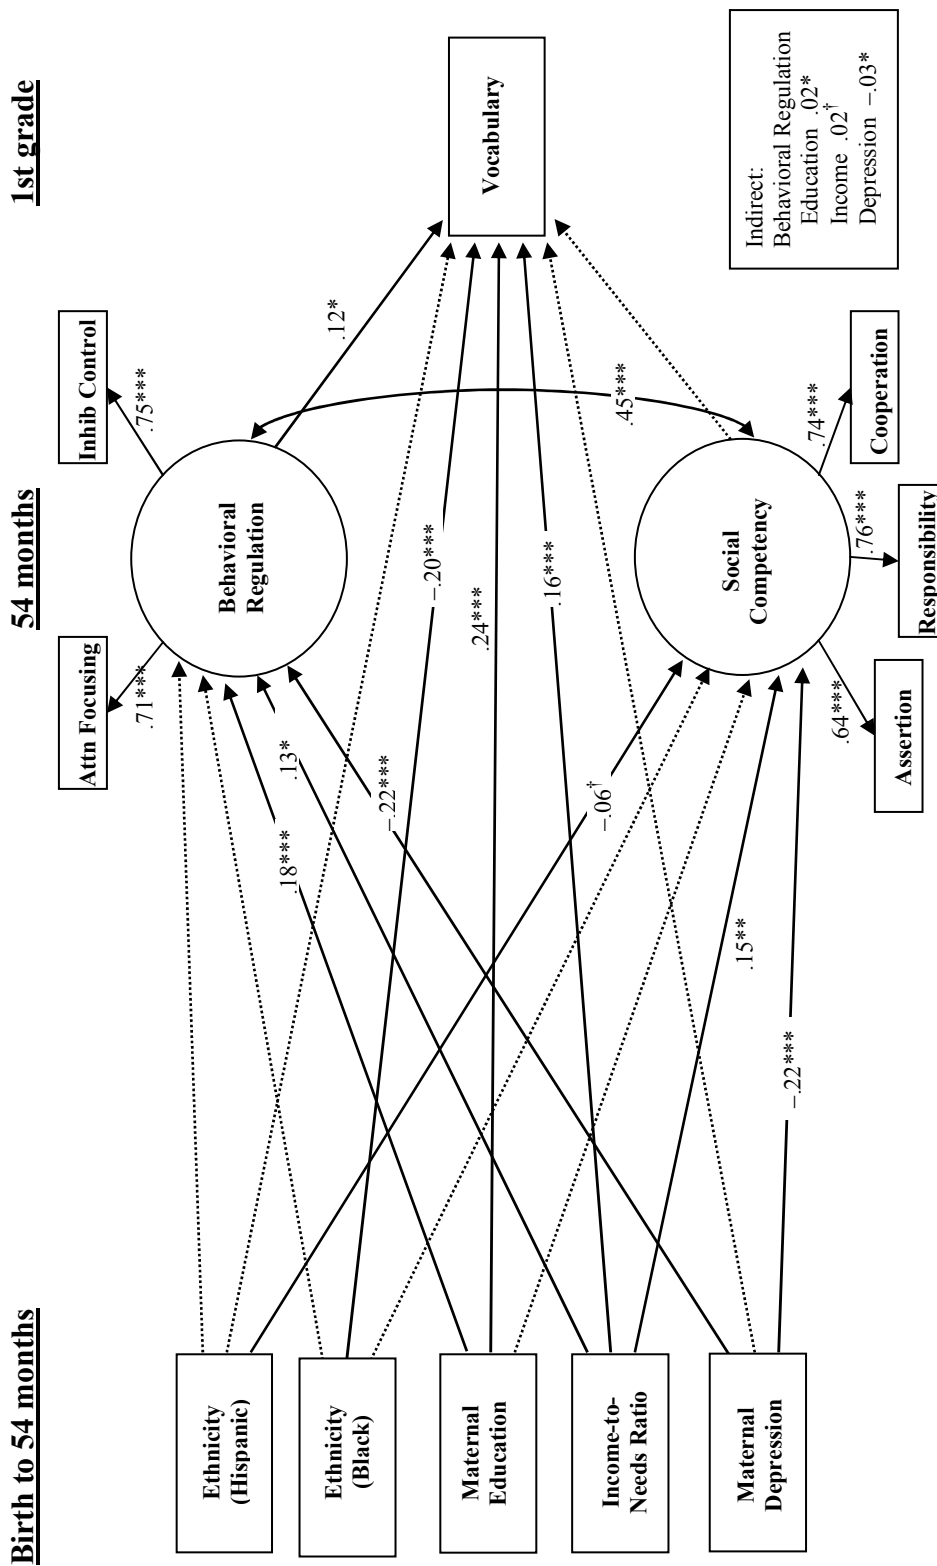 Birth to 54 months
54 months
1st grade
Attn Focusing
Inhib Control
.71***
.75***
Behavioral
Regulation
.12*
Ethnicity
(Hispanic)
Ethnicity
(Black)
Maternal
Education
Income-to-
Needs Ratio
Maternal
Depression
.18***
.13*
–.22***
–.20***
.24***
.16***
–.06†
.15**
–.22***
.45***
Vocabulary
Social
Competency
.64***
.76***
.74***
Assertion
Responsibility
Cooperation
Indirect:
Behavioral Regulation
Education .02*
Income .02†
Depression –.03*